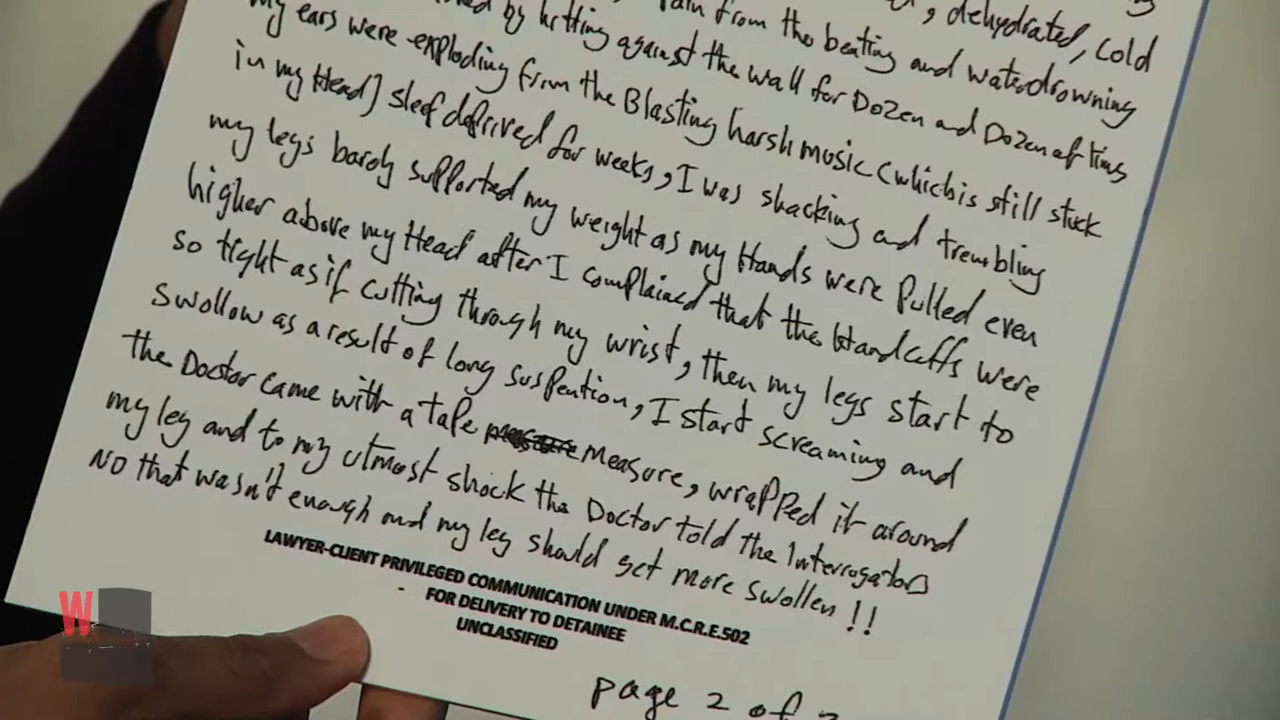 , dehydrated, cold
pain from the beating and waterdrowning
by hitting against the wall for Dozen and Dozen of times
my ears were exploding from the Blasting harsh music (which is still stuck
in my Head) sleep deprived for weeks, I was shacking and trembling
my legs barely supported my weight as my Hands were Pulled even
higher above my Head after I complained that the Handcuffs were
so tight as if cutting through my wrist, then my legs start to
swollow as a result of long suspention, I start screaming and
the Doctor came with a tape measure, wrapped it around
my leg and to my utmost shock the Doctor told the Interrogators
No that wasn't enough and my leg should get more swollen !!
LAWYER-CLIENT PRIVILEGED COMMUNICATION UNDER M.C.R.E.502
FOR DELIVERY TO DETAINEE
UNCLASSIFIED
page 2 of
W